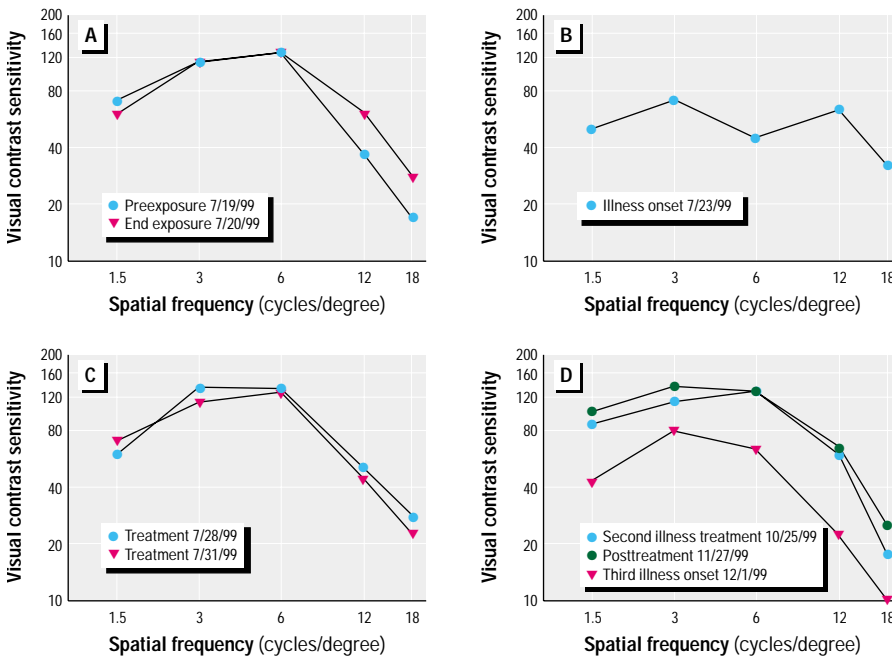 A
Visual contrast sensitivity
200
160
120
80
40
20
10
Preexposure 7/19/99
End exposure 7/20/99
1.5 3 6 12 18
Spatial frequency (cycles/degree)
B
Visual contrast sensitivity
200
160
120
80
40
20
10
Illness onset 7/23/99
1.5 3 6 12 18
Spatial frequency (cycles/degree)
C
Visual contrast sensitivity
200
160
120
80
40
20
10
Treatment 7/28/99
Treatment 7/31/99
1.5 3 6 12 18
Spatial frequency (cycles/degree)
D
Visual contrast sensitivity
200
160
120
80
40
20
10
Second illness treatment 10/25/99
Posttreatment 11/27/99
Third illness onset 12/1/99
1.5 3 6 12 18
Spatial frequency (cycles/degree)